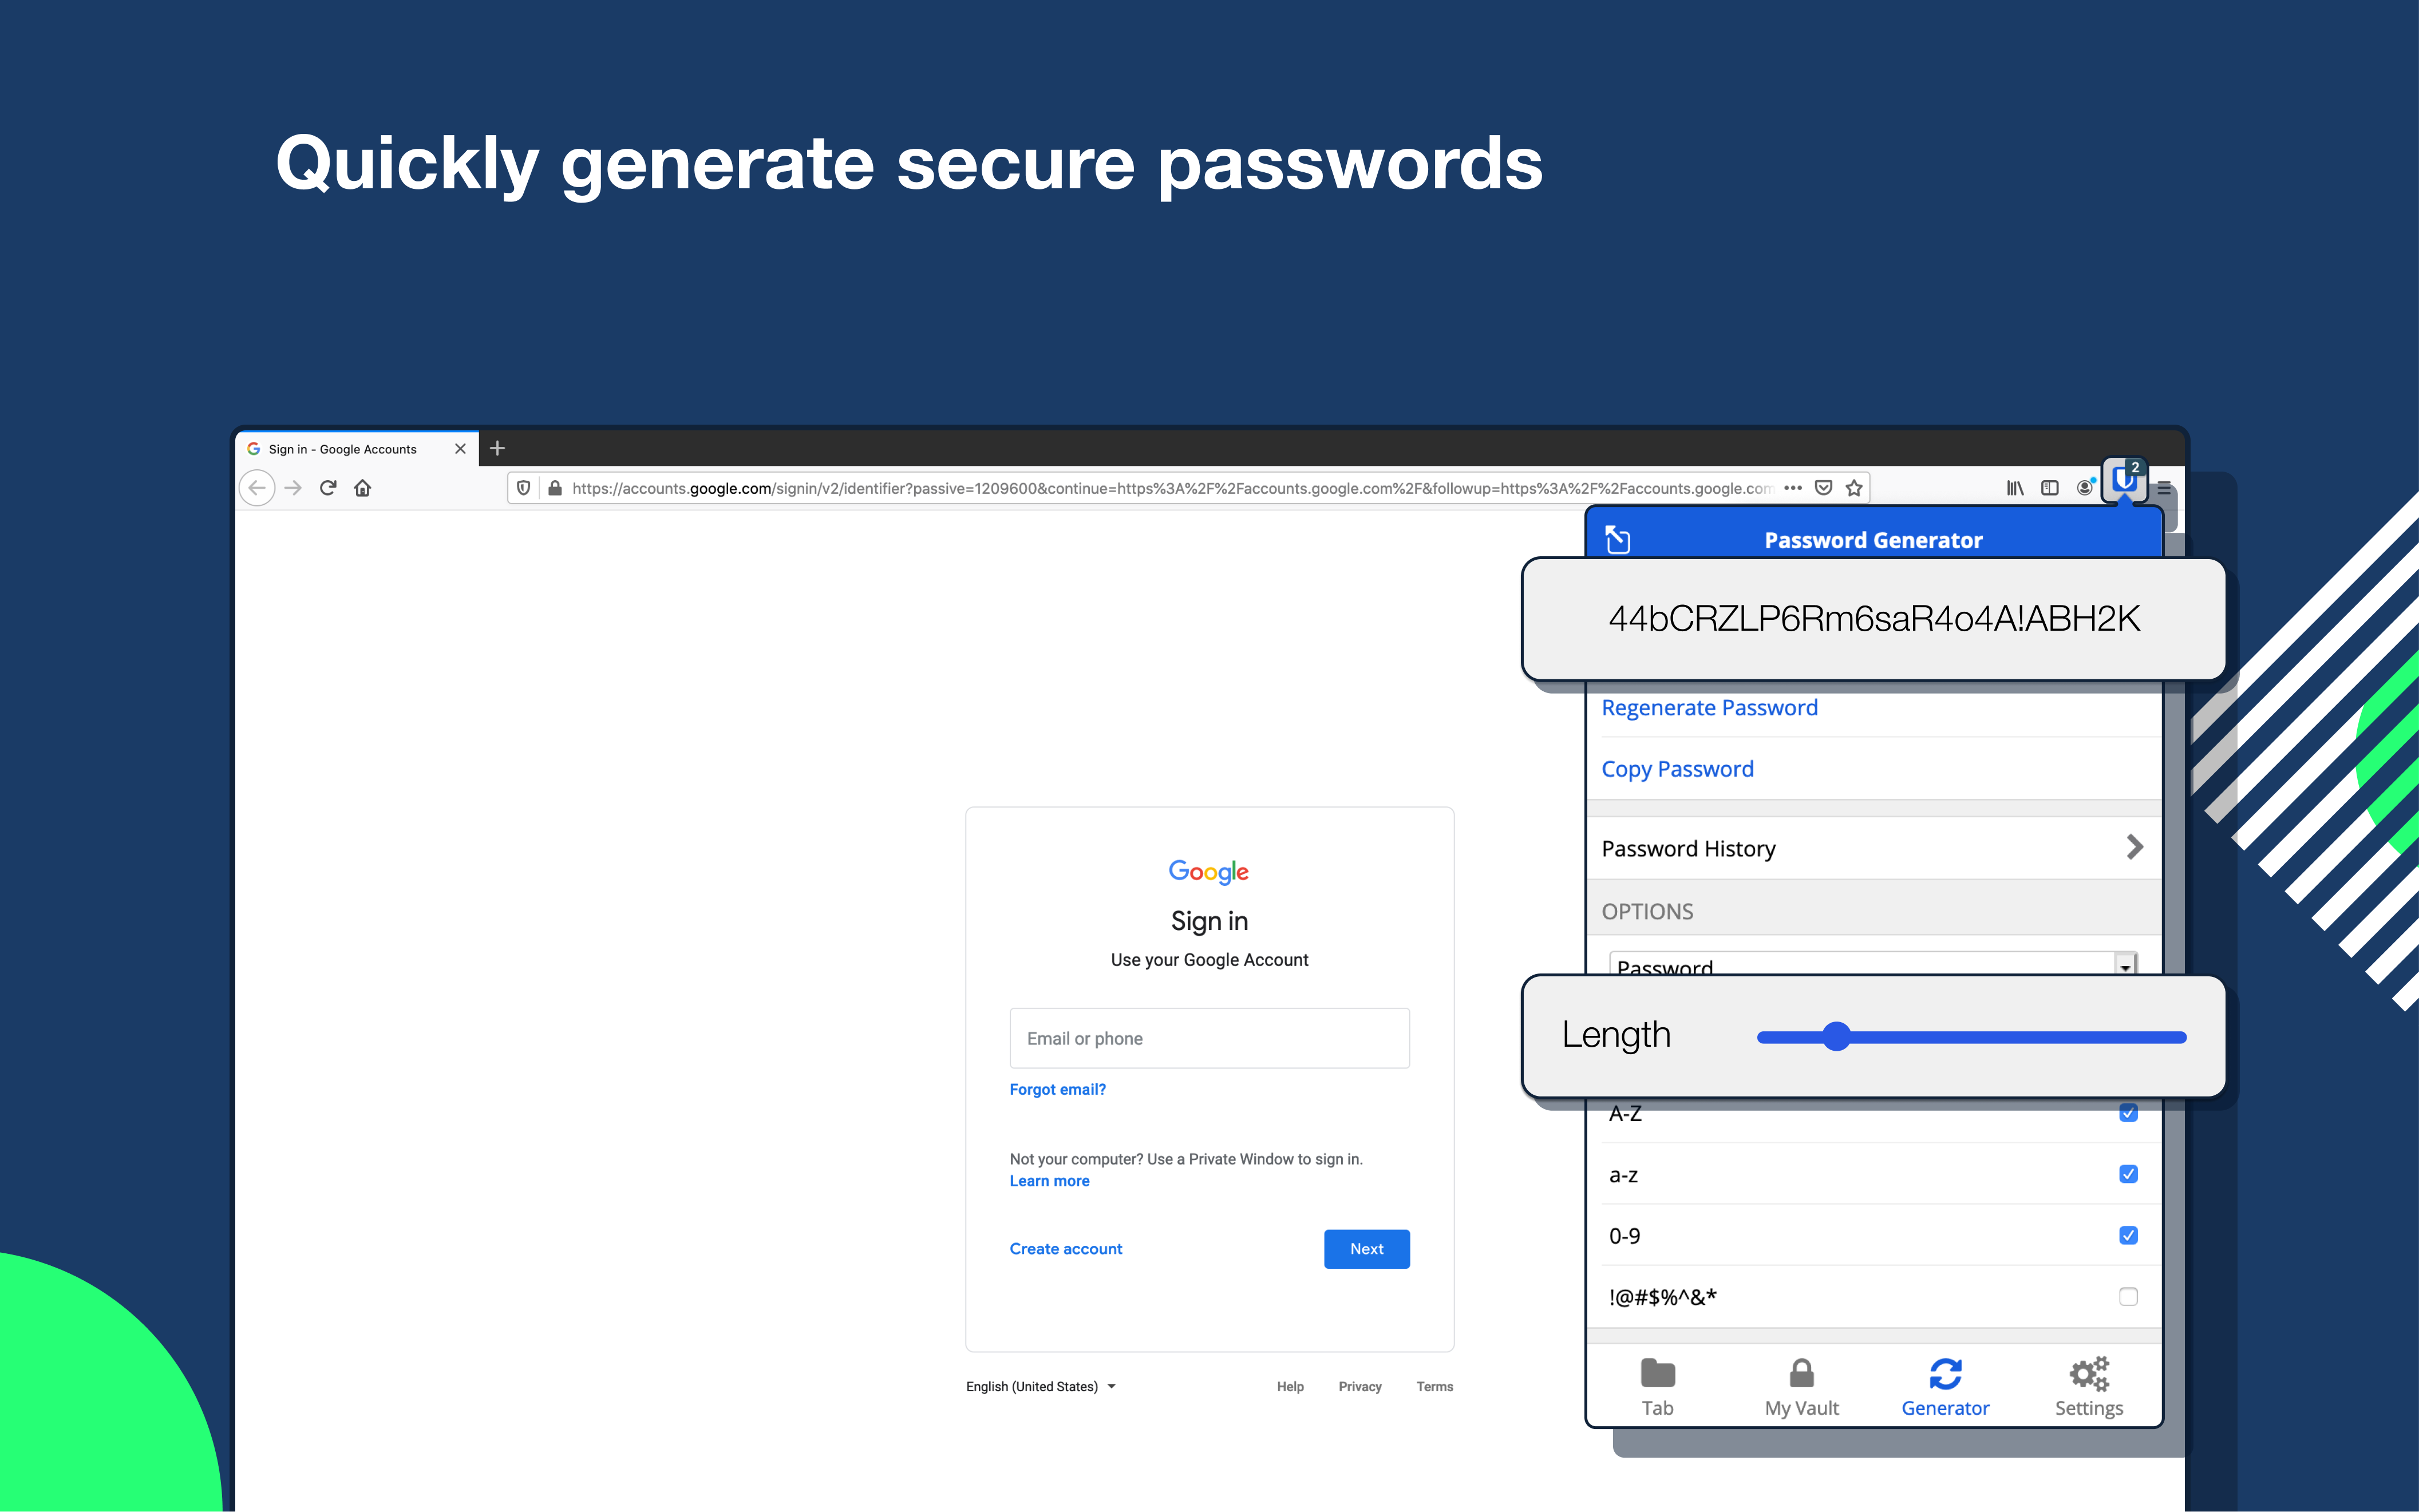 Quickly generate secure passwords
Sign in - Google Accounts
https://accounts.google.com/signin/v2/identifier?passive=1209600&continue=https%3A%2F%2Faccounts.google.com%2F&followup=https%3A%2F%2Faccounts.google.com
2
Password Generator
44bCRZLP6Rm6saR4o4A!ABH2K
Regenerate Password
Copy Password
Password History
OPTIONS
Password
Length
A-Z
a-z
0-9
!@#$%^&*
Tab
My Vault
Generator
Settings
Google
Sign in
Use your Google Account
Email or phone
Forgot email?
Not your computer? Use a Private Window to sign in.
Learn more
Create account
Next
English (United States)
Help
Privacy
Terms